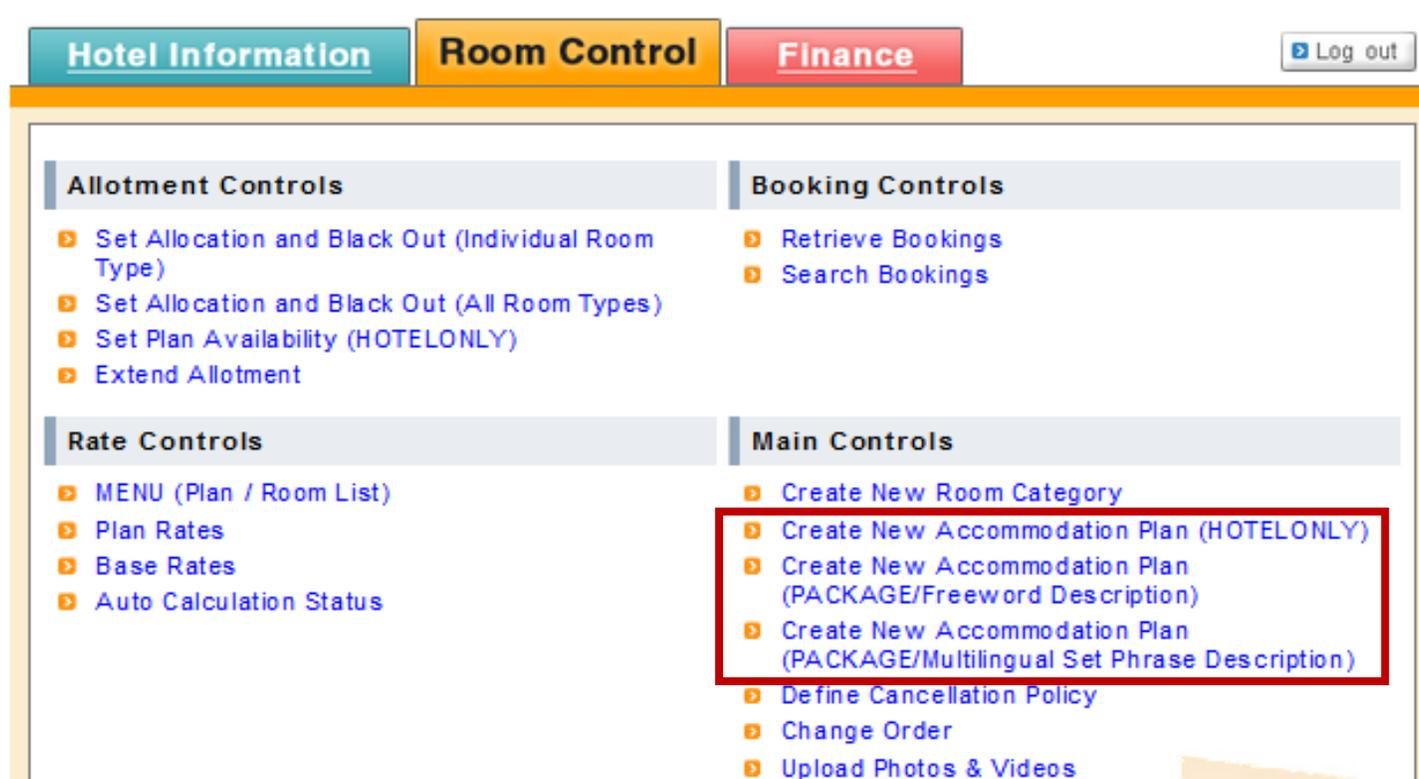 Hotel Information
Room Control
Finance
Log out
Allotment Controls
Set Allocation and Black Out (Individual Room
Type)
Set Allocation and Black Out (All Room Types)
Set Plan Availability (HOTELONLY)
Extend Allotment
Booking Controls
Retrieve Bookings
Search Bookings
Rate Controls
MENU (Plan / Room List)
Plan Rates
Base Rates
Auto Calculation Status
Main Controls
Create New Room Category
Create New Accommodation Plan (HOTELONLY)
Create New Accommodation Plan
(PACKAGE/Freeword Description)
Create New Accommodation Plan
(PACKAGE/Multilingual Set Phrase Description)
Define Cancellation Policy
Change Order
Upload Photos & Videos